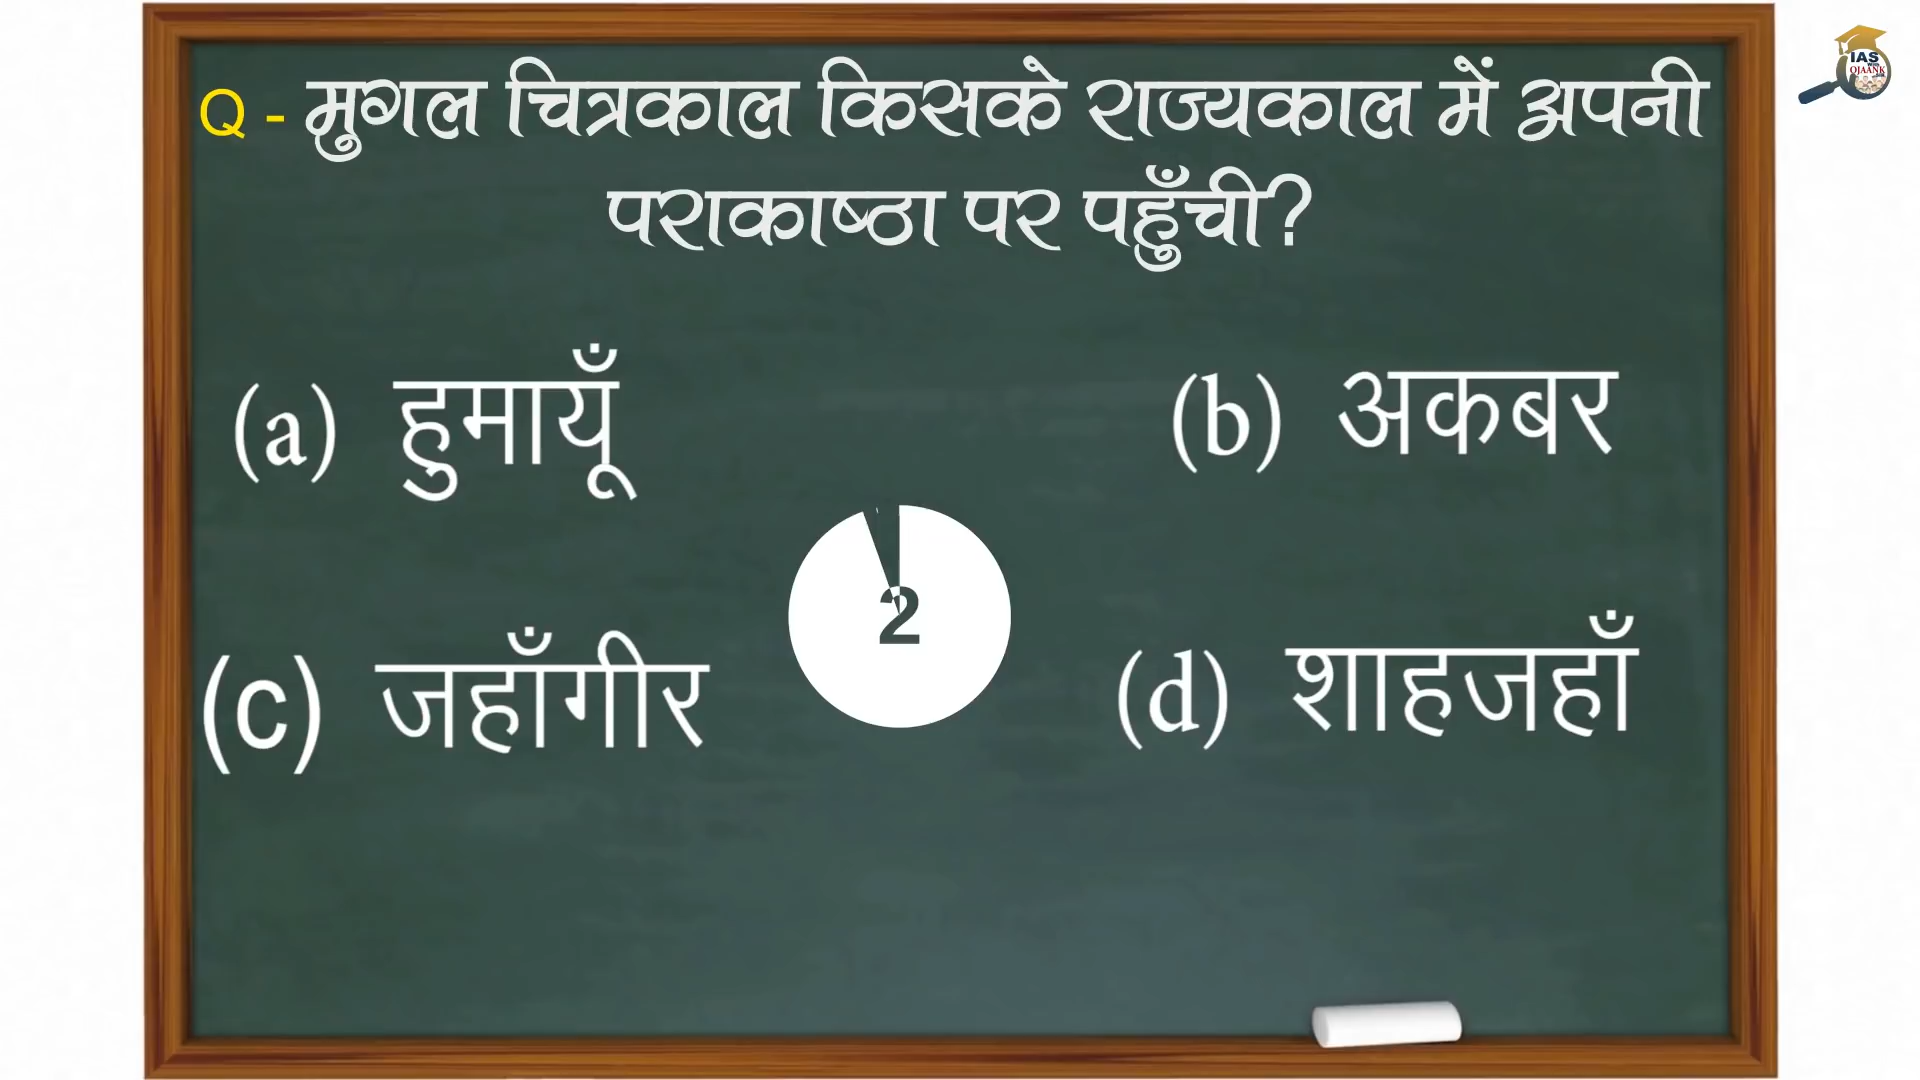 Q - मुगल चित्रकाल किसके राज्यकाल में अपनी
पराकाष्ठा पर पहुँची?
(a) हुमायूँ
(b) अकबर
2
(c) जहाँगीर
(d) शाहजहाँ
IAS
OJAANK